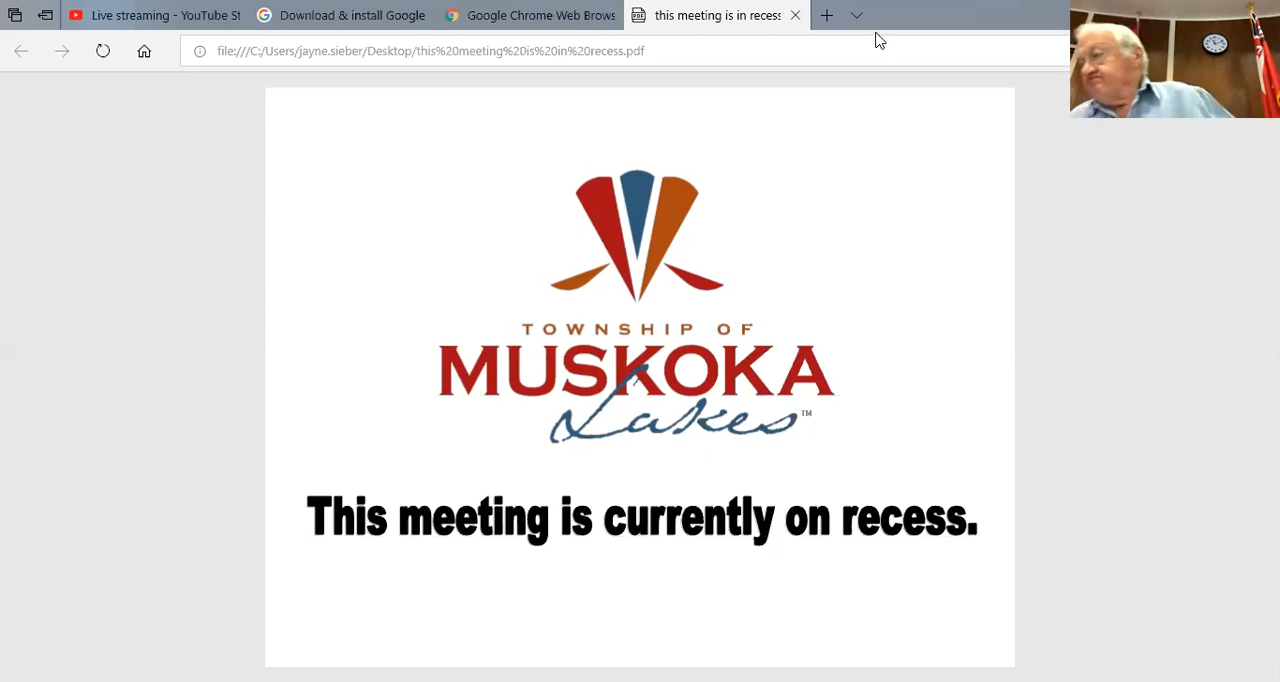 Live streaming - YouTube St
Download & install Google
Google Chrome Web Brows
this meeting is in recess
file:///C:/Users/jayne.sieber/Desktop/this%20meeting%20is%20in%20recess.pdf
TOWNSHIP OF
MUSKOKA
Lakes™
This meeting is currently on recess.